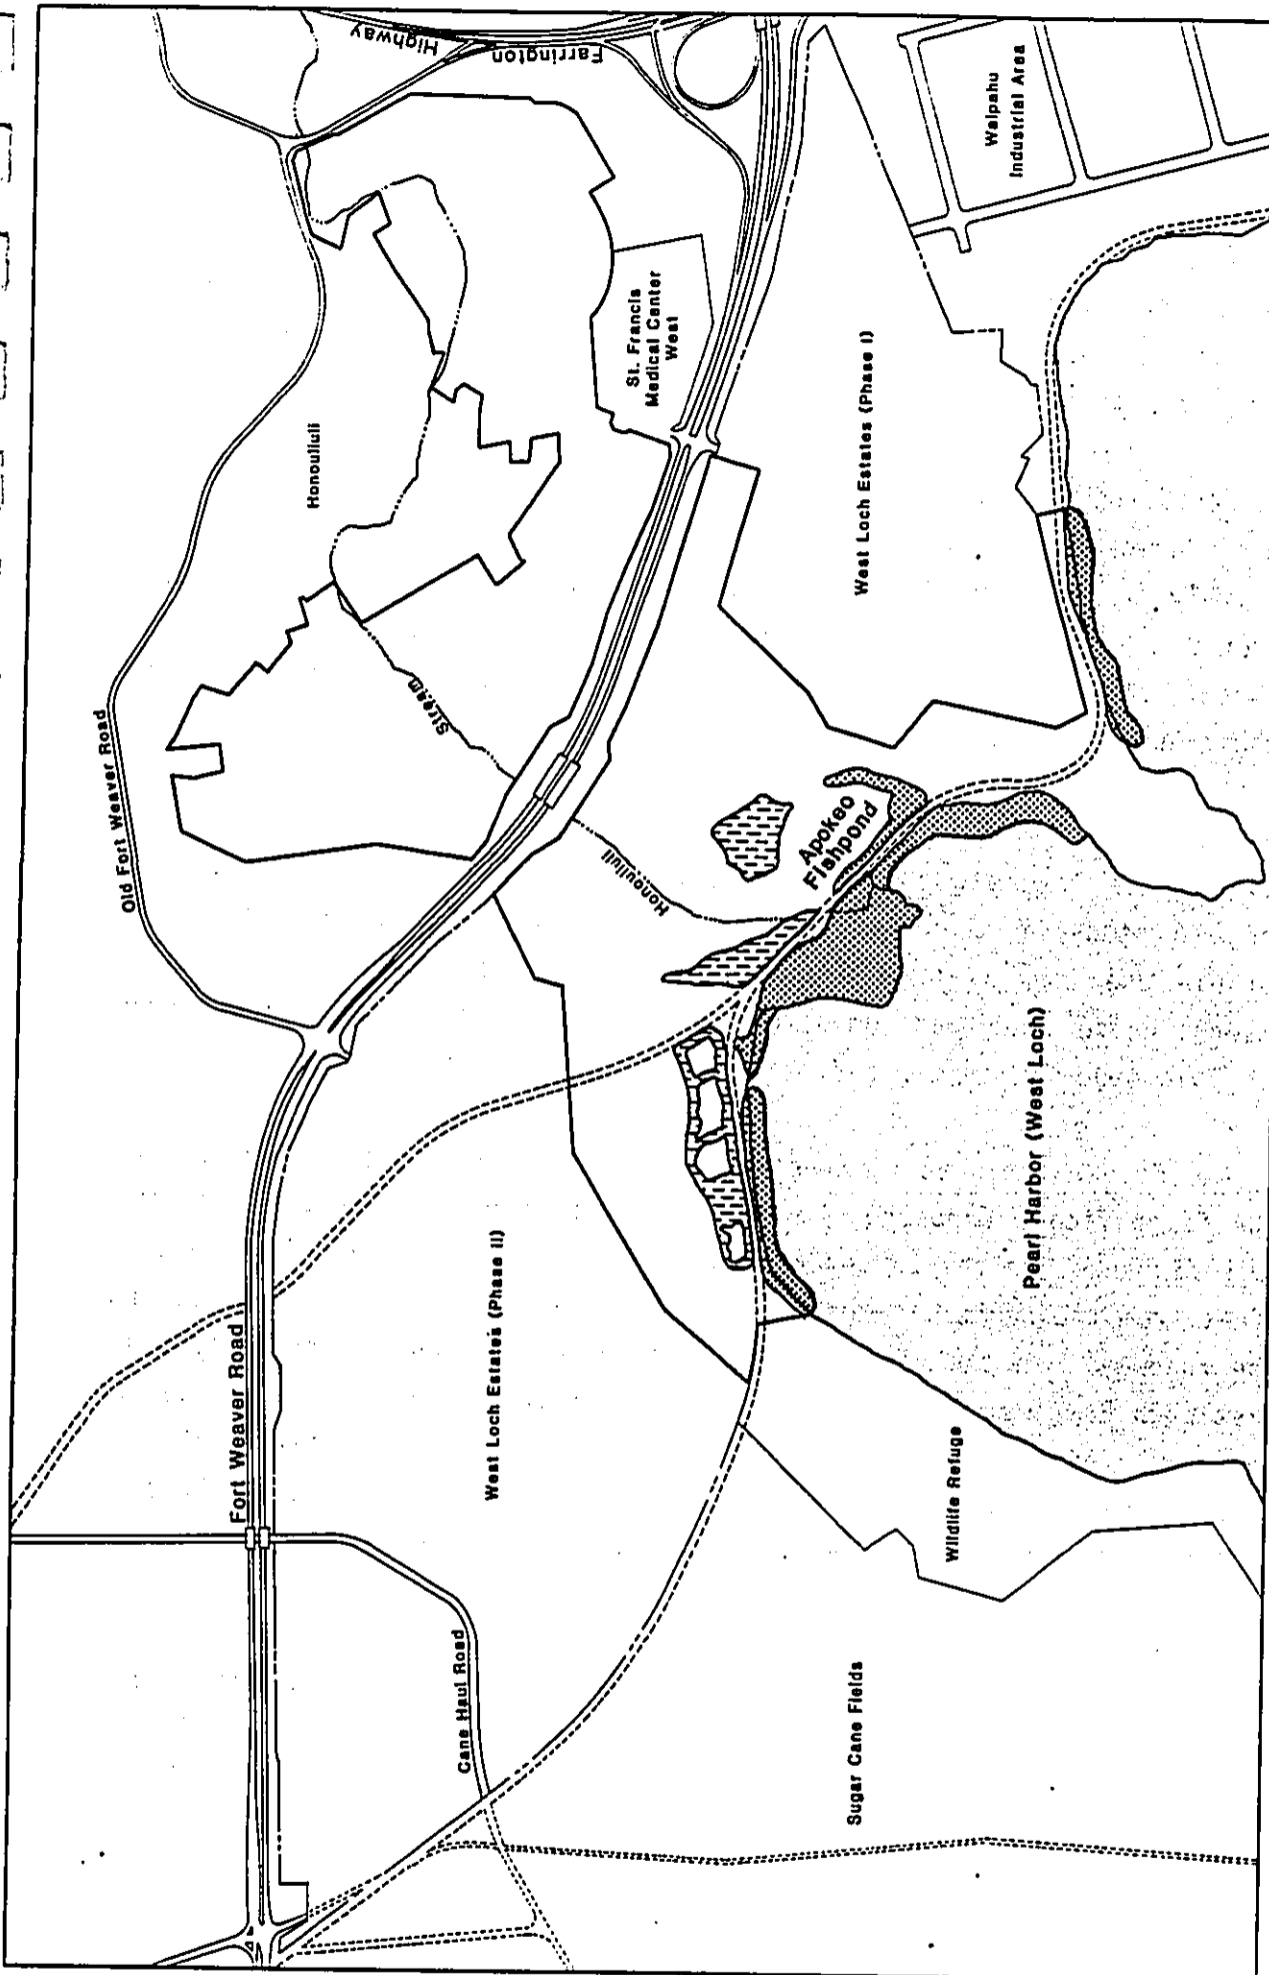 Farrington
Highway
Waipahu
Industrial Area
St. Francis
Medical Center
West
Honouliuli
West Loch Estates (Phase I)
Old Fort Weaver Road
Stream
Apokeo
Fishpond
Honouliuli
Pearl Harbor (West Loch)
Fort Weaver Road
West Loch Estates (Phase II)
Wildlife Refuge
Cane Haul Road
Sugar Cane Fields